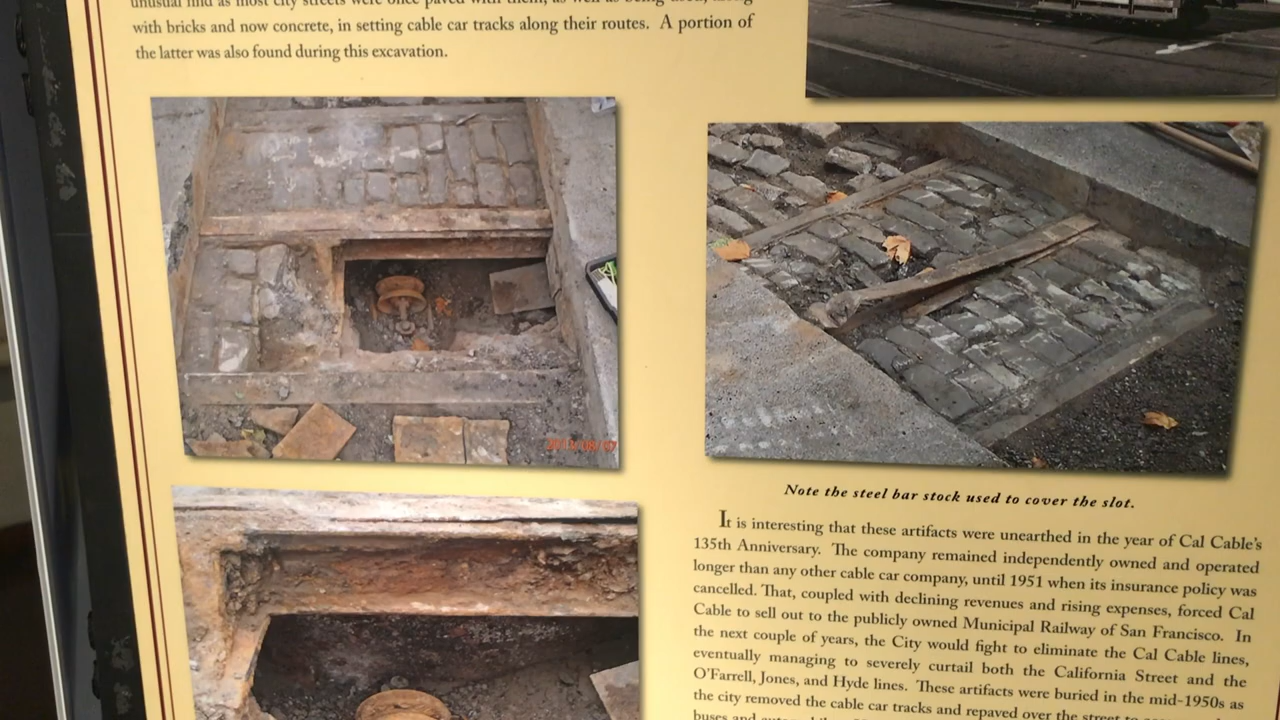 unusual find as most city streets were once paved with them, as well as being used, along
with bricks and now concrete, in setting cable car tracks along their routes. A portion of
the latter was also found during this excavation.
Note the steel bar stock used to cover the slot.
It is interesting that these artifacts were unearthed in the year of Cal Cable's
135th Anniversary. The company remained independently owned and operated
longer than any other cable car company, until 1951 when its insurance policy was
cancelled. That, coupled with declining revenues and rising expenses, forced Cal
Cable to sell out to the publicly owned Municipal Railway of San Francisco. In
the next couple of years, the City would fight to eliminate the Cal Cable lines,
eventually managing to severely curtail both the California Street and the
O'Farrell, Jones, and Hyde lines. These artifacts were buried in the mid-1950s as
the city removed the cable car tracks and repaved over the street to
buses and